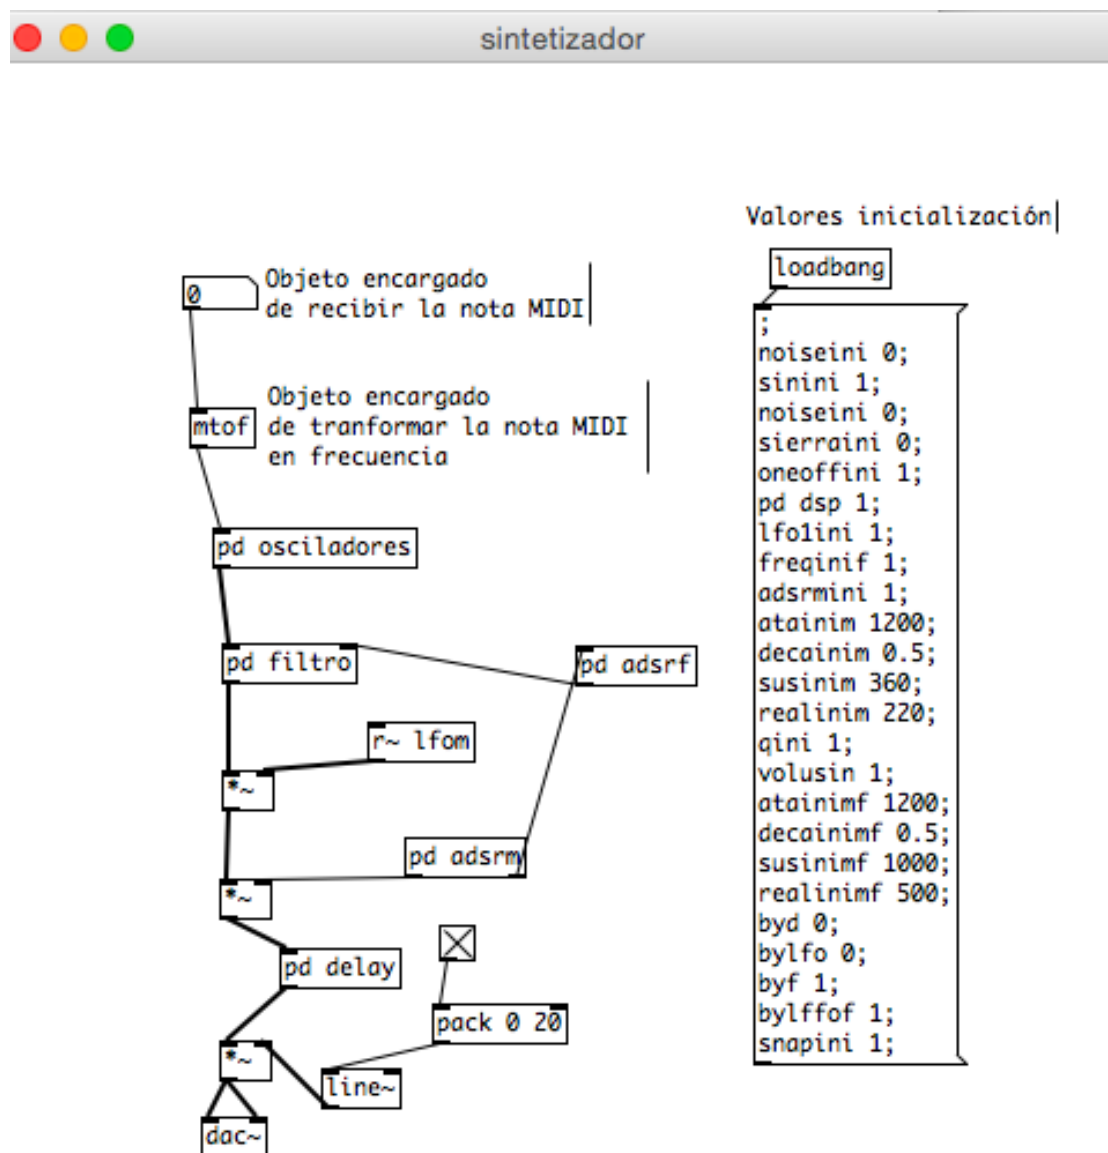 sintetizador
Valores inicialización
loadbang
0
Objeto encargado
de recibir la nota MIDI
;
noiseini 0;
sinini 1;
noiseini 0;
sierraini 0;
oneoffini 1;
pd dsp 1;
lfo1ini 1;
freqinif 1;
adsrmini 1;
atainim 1200;
decainim 0.5;
susinim 360;
realinim 220;
qini 1;
volusin 1;
atainimf 1200;
decainimf 0.5;
susinimf 1000;
realinimf 500;
byd 0;
bylfo 0;
byf 1;
bylffof 1;
snapini 1;
mtof
Objeto encargado
de tranformar la nota MIDI
en frecuencia
pd osciladores
pd filtro
pd adsrf
r~ lfom
*~
pd adsrm
*~
pd delay
pack 0 20
*~
line~
dac~